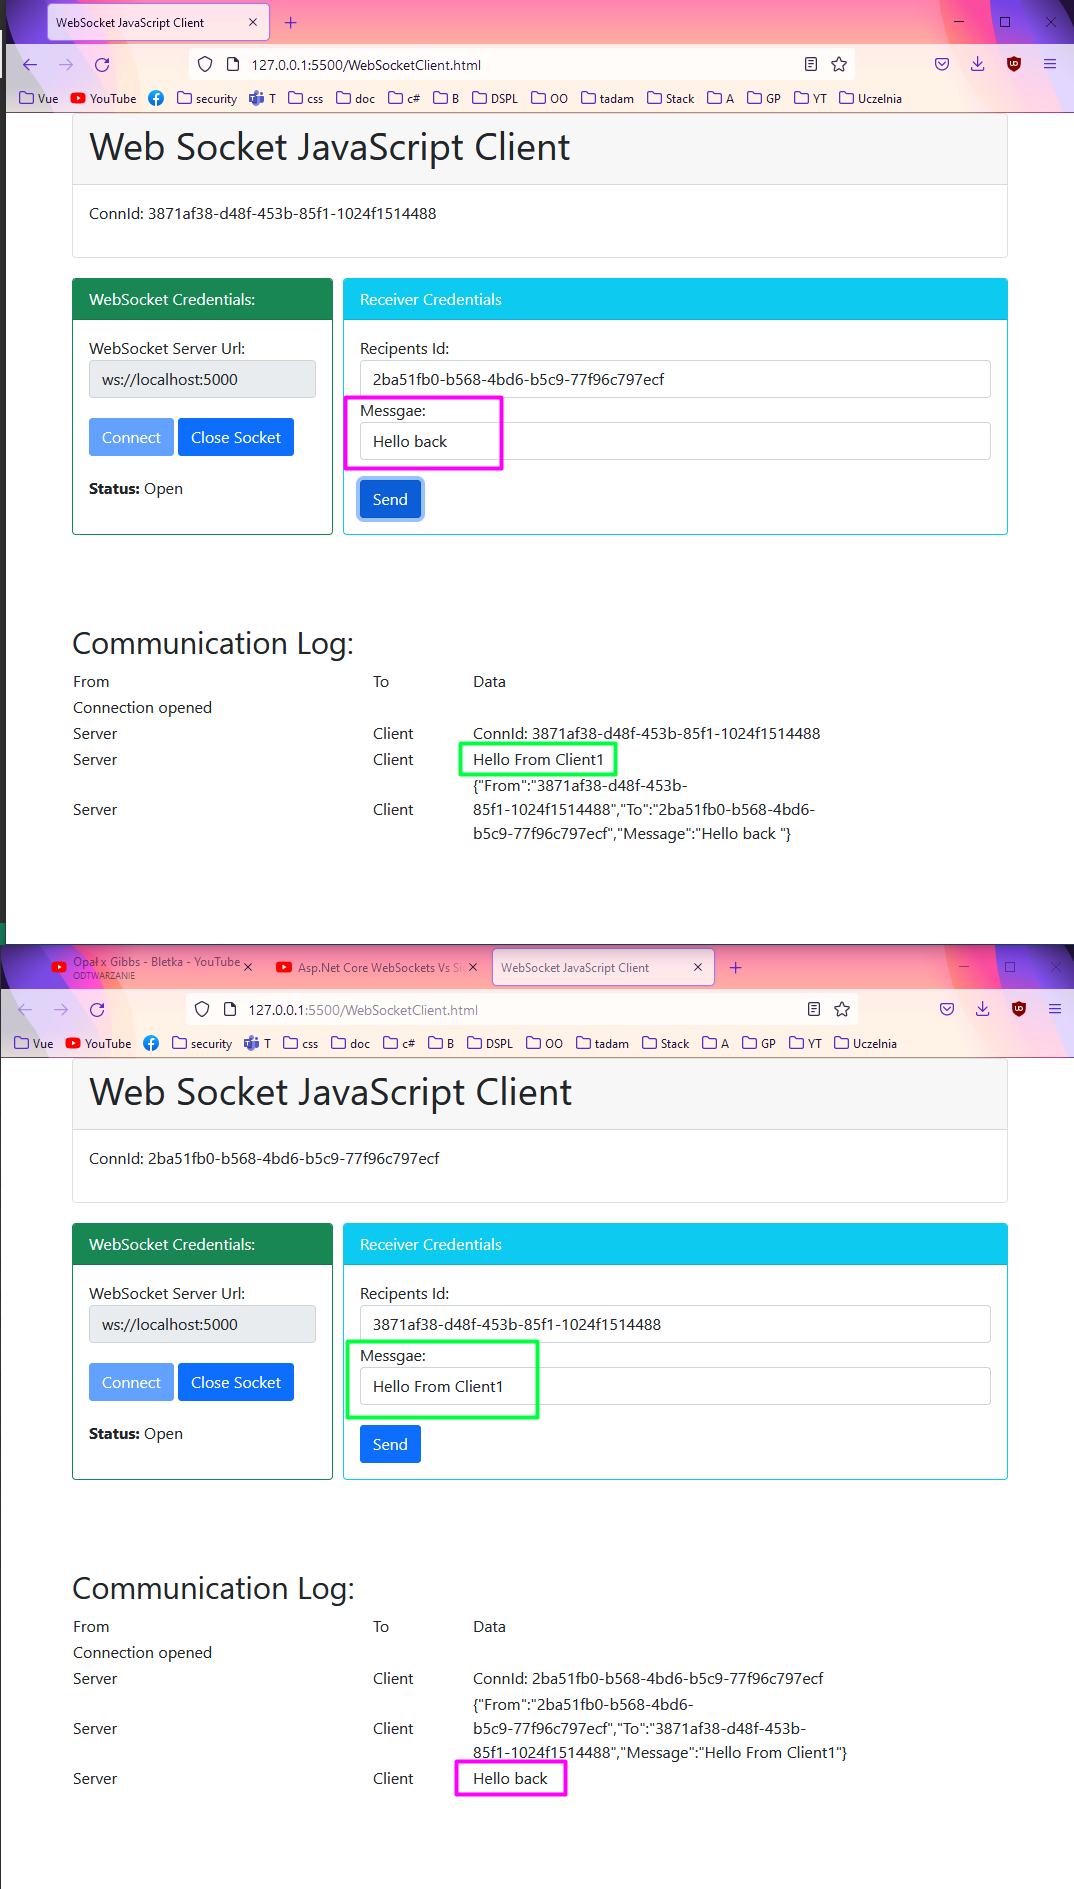 WebSocket JavaScript Client
127.0.0.1:5500/WebSocketClient.html
Vue YouTube security T css doc c# B DSPL OO tadam Stack A GP YT Uczelnia
Web Socket JavaScript Client
ConnId: 3871af38-d48f-453b-85f1-1024f1514488
WebSocket Credentials:
WebSocket Server Url:
ws://localhost:5000
Connect Close Socket
Status: Open
Receiver Credentials
Recipents Id:
2ba51fb0-b568-4bd6-b5c9-77f96c797ecf
Messgae:
Hello back
Send
Communication Log:
From To Data
Connection opened
Server Client ConnId: 3871af38-d48f-453b-85f1-1024f1514488
Server Client Hello From Client1
{"From":"3871af38-d48f-453b-
Server Client 85f1-1024f1514488","To":"2ba51fb0-b568-4bd6-
b5c9-77f96c797ecf","Message":"Hello back "}
Opał x Gibbs - Bletka - YouTube
ODTWARZANIE
Asp.Net Core WebSockets Vs Si
WebSocket JavaScript Client
127.0.0.1:5500/WebSocketClient.html
Vue YouTube security T css doc c# B DSPL OO tadam Stack A GP YT Uczelnia
Web Socket JavaScript Client
ConnId: 2ba51fb0-b568-4bd6-b5c9-77f96c797ecf
WebSocket Credentials:
WebSocket Server Url:
ws://localhost:5000
Connect Close Socket
Status: Open
Receiver Credentials
Recipents Id:
3871af38-d48f-453b-85f1-1024f1514488
Messgae:
Hello From Client1
Send
Communication Log:
From To Data
Connection opened
Server Client ConnId: 2ba51fb0-b568-4bd6-b5c9-77f96c797ecf
{"From":"2ba51fb0-b568-4bd6-
Server Client b5c9-77f96c797ecf","To":"3871af38-d48f-453b-
85f1-1024f1514488","Message":"Hello From Client1"}
Server Client Hello back